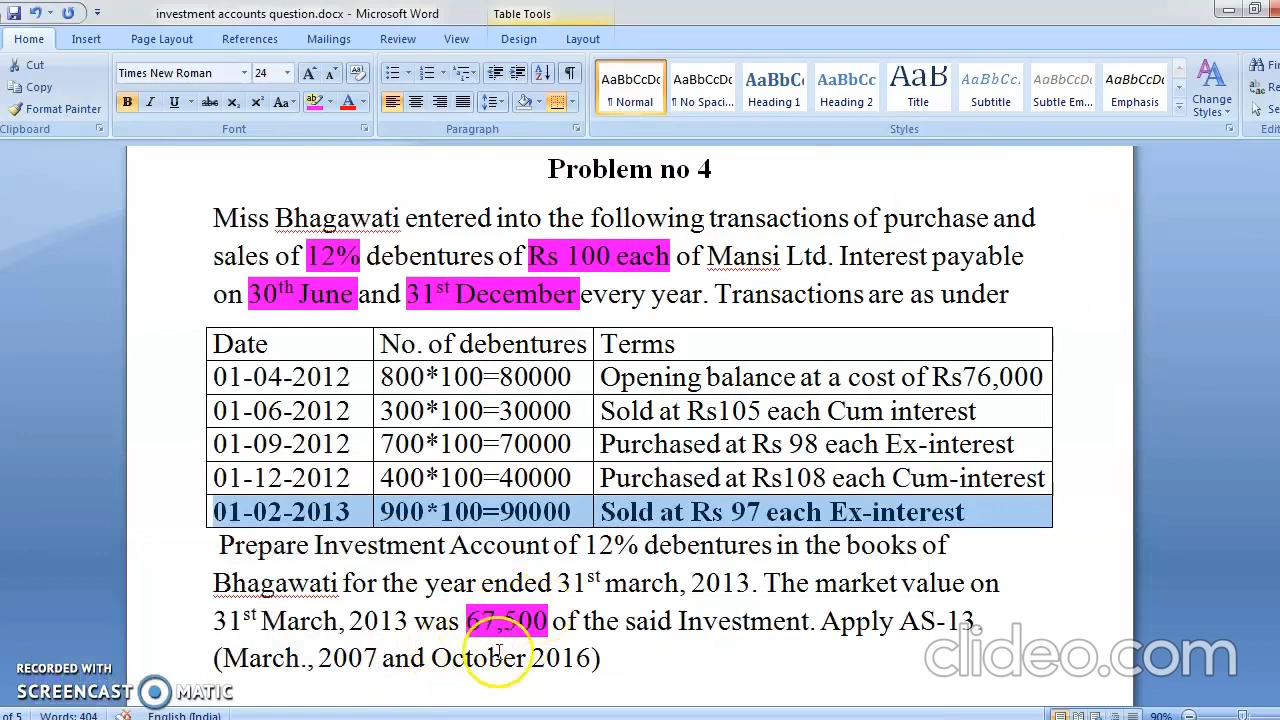 investment accounts question.docx - Microsoft Word
Table Tools
Home Insert Page Layout References Mailings Review View Design Layout
Cut
Copy
Format Painter
Clipboard
Times New Roman 24
B I U abc X₂ X² Aa A
Font
Paragraph
AaBbCcDc AaBbCcDc AaBbCc AaBbCc AaB AaBbCc. AaBbCcDc AaBbCcDc
¶ Normal ¶ No Spaci... Heading 1 Heading 2 Title Subtitle Subtle Em... Emphasis
Styles
Change
Styles
Problem no 4
Miss Bhagawati entered into the following transactions of purchase and
sales of 12% debentures of Rs 100 each of Mansi Ltd. Interest payable
on 30th June and 31st December every year. Transactions are as under
Date No. of debentures Terms
01-04-2012 800*100=80000 Opening balance at a cost of Rs76,000
01-06-2012 300*100=30000 Sold at Rs105 each Cum interest
01-09-2012 700*100=70000 Purchased at Rs 98 each Ex-interest
01-12-2012 400*100=40000 Purchased at Rs108 each Cum-interest
01-02-2013 900*100=90000 Sold at Rs 97 each Ex-interest
Prepare Investment Account of 12% debentures in the books of
Bhagawati for the year ended 31st march, 2013. The market value on
31st March, 2013 was 67,500 of the said Investment. Apply AS-13.
(March., 2007 and October 2016)
clideo.com
RECORDED WITH
SCREENCAST MATIC
of 5 Words: 404 English (India) 90%